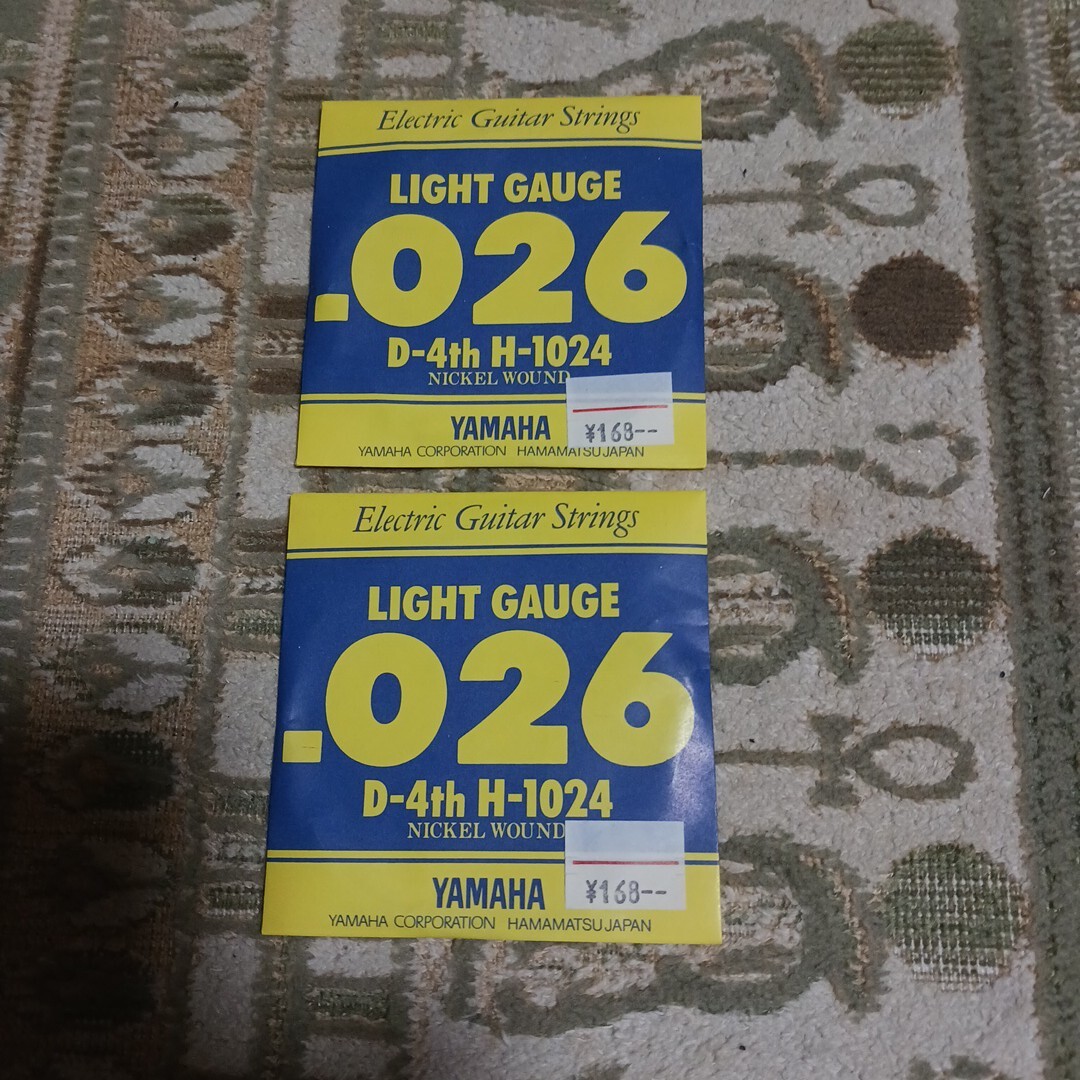 Electric Guitar Strings
LIGHT GAUGE
.026
D-4th H-1024
NICKEL WOUND
YAMAHA
¥168--
YAMAHA CORPORATION HAMAMATSU JAPAN
Electric Guitar Strings
LIGHT GAUGE
.026
D-4th H-1024
NICKEL WOUND
YAMAHA
¥168--
YAMAHA CORPORATION HAMAMATSU JAPAN